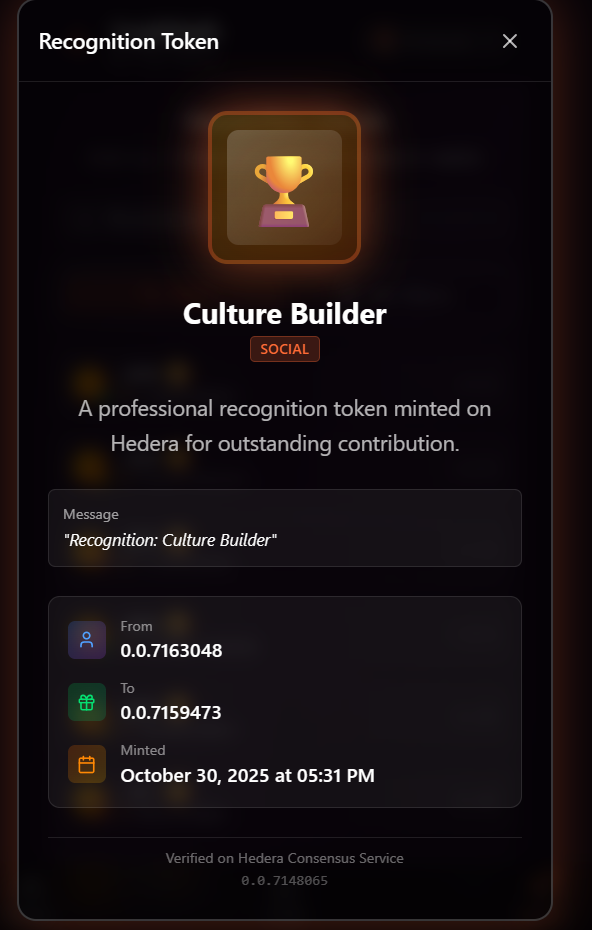 Recognition Token
Culture Builder
SOCIAL
A professional recognition token minted on
Hedera for outstanding contribution.
Message
"Recognition: Culture Builder"
From
0.0.7163048
To
0.0.7159473
Minted
October 30, 2025 at 05:31 PM
Verified on Hedera Consensus Service
0.0.7148065